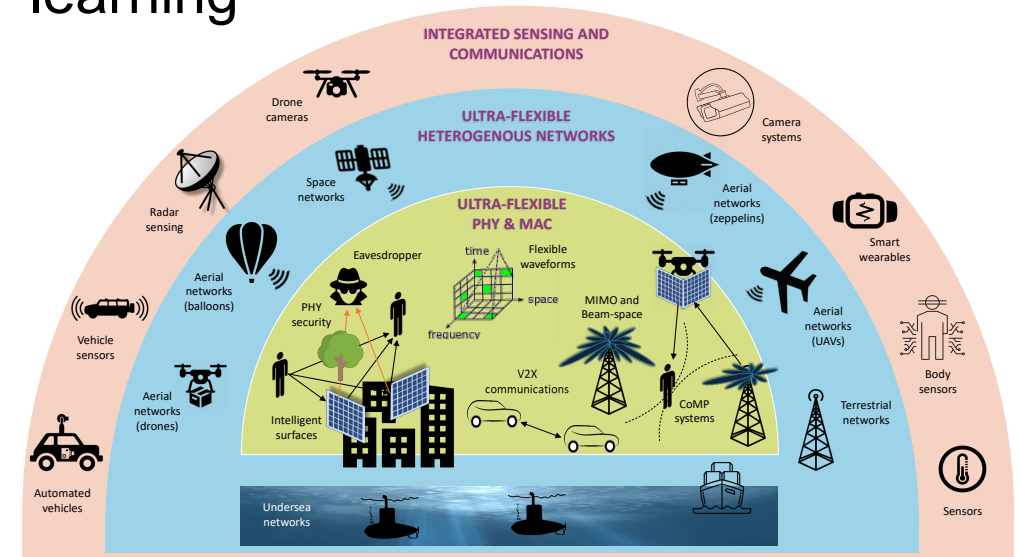 learning
INTEGRATED SENSING AND
COMMUNICATIONS
Drone
cameras
Camera
systems
ULTRA-FLEXIBLE
HETEROGENOUS NETWORKS
Space
networks
Aerial
networks
(zeppelins)
Radar
sensing
Smart
wearables
ULTRA-FLEXIBLE
PHY & MAC
Eavesdropper
time
Flexible
waveforms
space
frequency
Aerial
networks
(balloons)
PHY
security
MIMO and
Beam-space
Aerial
networks
(UAVs)
Vehicle
sensors
Body
sensors
Aerial
networks
(drones)
V2X
communications
Intelligent
surfaces
CoMP
systems
Terrestrial
networks
Automated
vehicles
Undersea
networks
Sensors